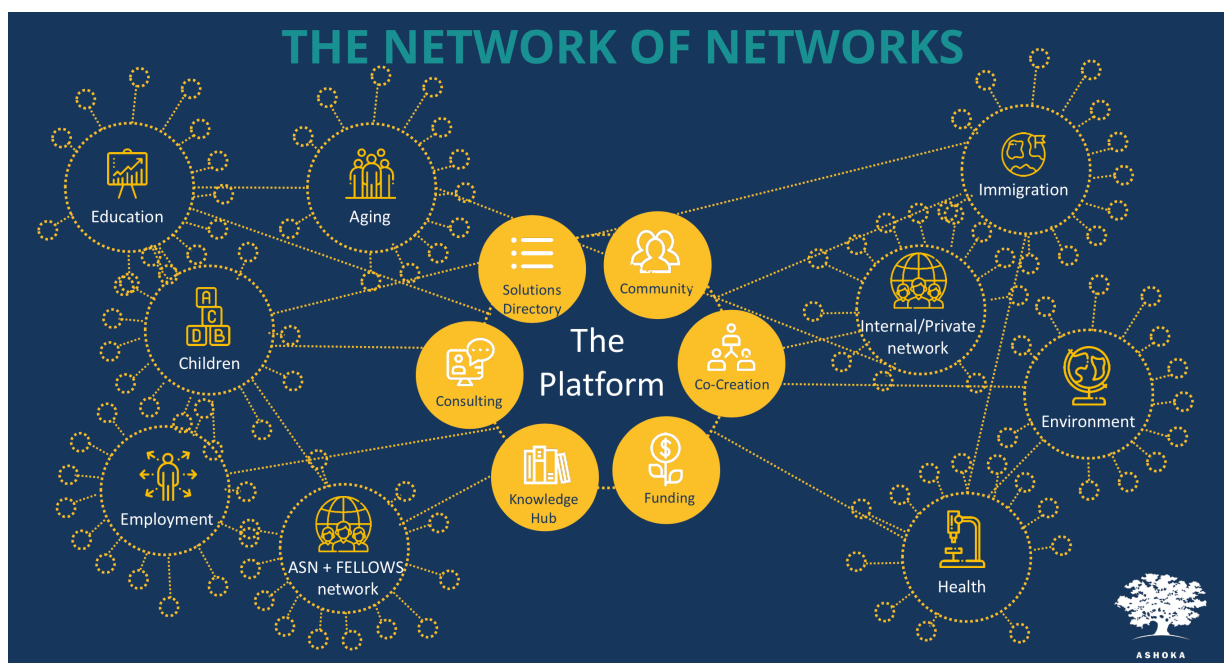 THE NETWORK OF NETWORKS
Education
Aging
Immigration
Solutions
Directory
Community
Children
The
Platform
Internal/Private
network
Consulting
Co-Creation
Environment
Employment
Knowledge
Hub
Funding
ASN + FELLOWS
network
Health
A
C
D B
$
ASHOKA